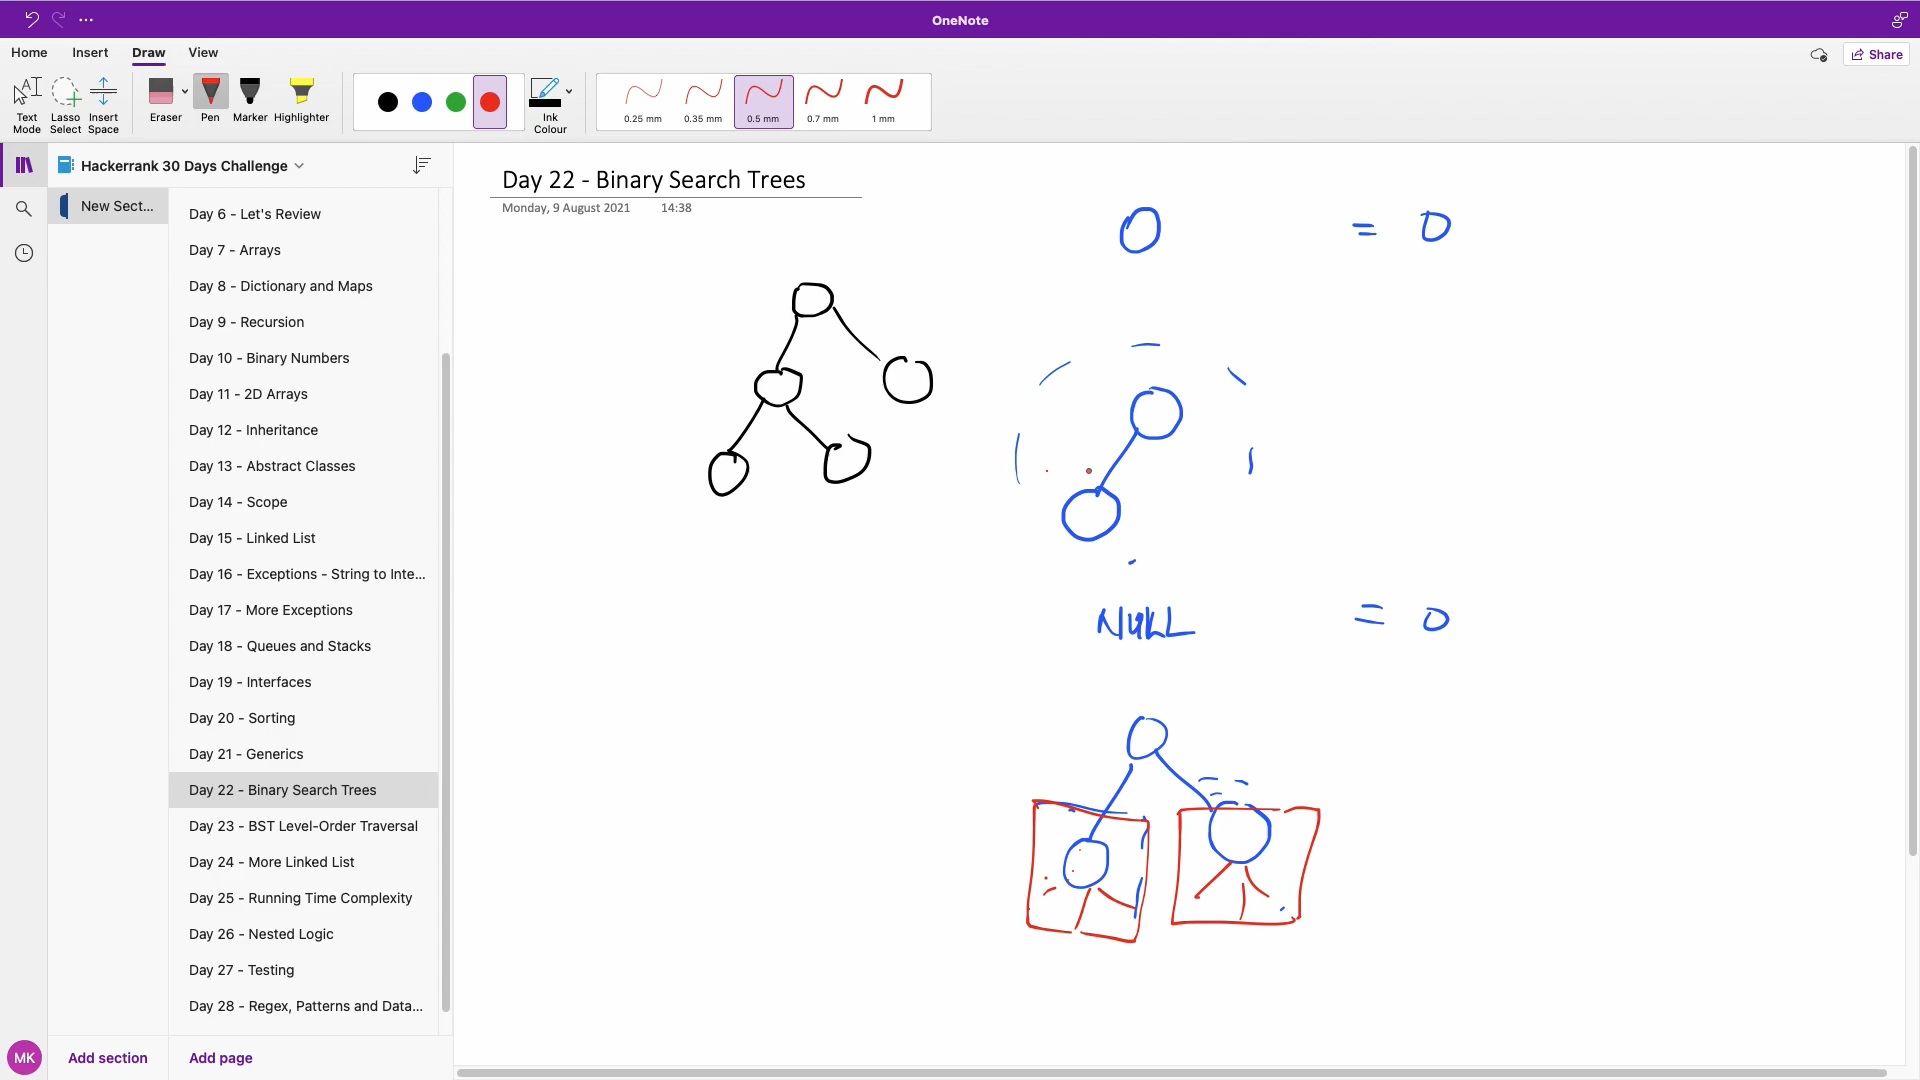 OneNote
Home Insert Draw View
Share
Text Mode
Lasso Select
Insert Space
Eraser
Pen
Marker
Highlighter
Ink Colour
0.25 mm
0.35 mm
0.5 mm
0.7 mm
1 mm
Hackerrank 30 Days Challenge
New Sect...
Day 6 - Let's Review
Day 7 - Arrays
Day 8 - Dictionary and Maps
Day 9 - Recursion
Day 10 - Binary Numbers
Day 11 - 2D Arrays
Day 12 - Inheritance
Day 13 - Abstract Classes
Day 14 - Scope
Day 15 - Linked List
Day 16 - Exceptions - String to Inte...
Day 17 - More Exceptions
Day 18 - Queues and Stacks
Day 19 - Interfaces
Day 20 - Sorting
Day 21 - Generics
Day 22 - Binary Search Trees
Day 23 - BST Level-Order Traversal
Day 24 - More Linked List
Day 25 - Running Time Complexity
Day 26 - Nested Logic
Day 27 - Testing
Day 28 - Regex, Patterns and Data...
MK
Add section
Add page
Day 22 - Binary Search Trees
Monday, 9 August 2021 14:38
= 0
NULL = 0